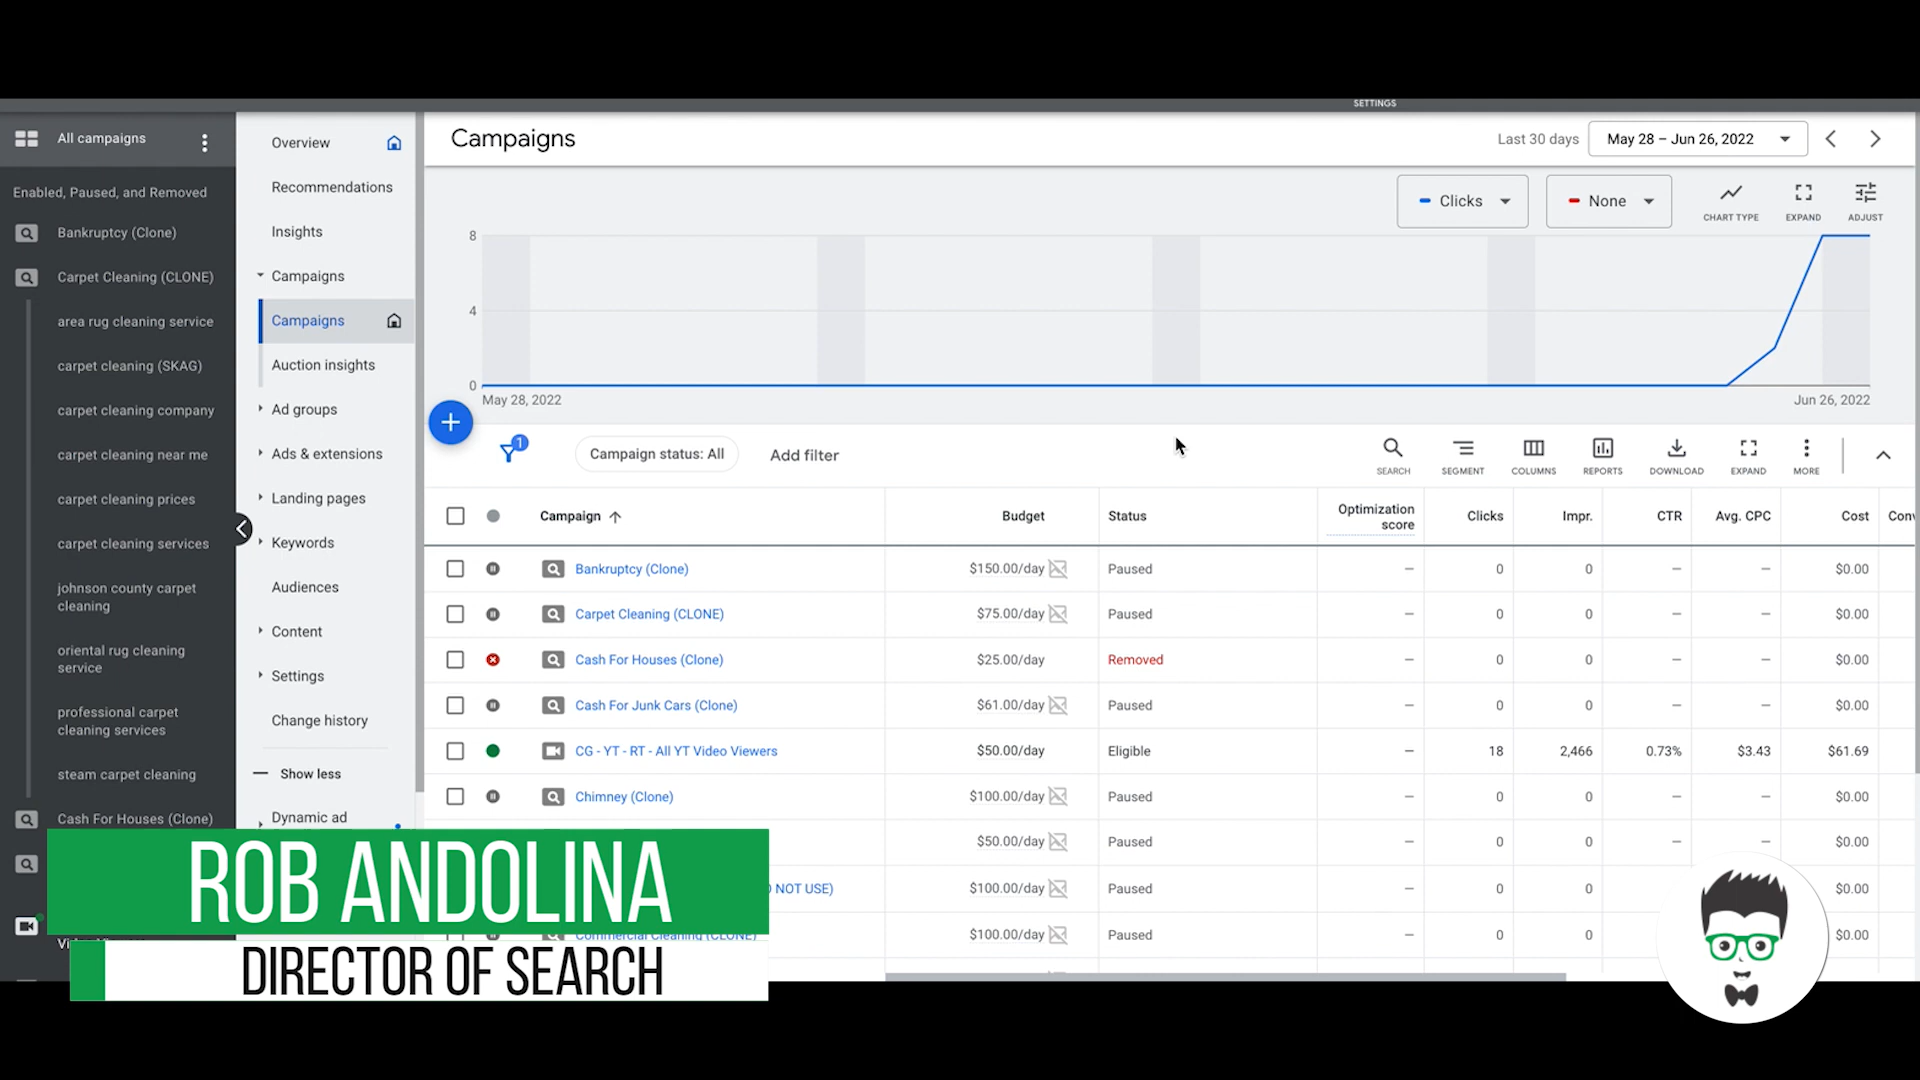 SETTINGS
All campaigns
Enabled, Paused, and Removed
Bankruptcy (Clone)
Carpet Cleaning (CLONE)
area rug cleaning service
carpet cleaning (SKAG)
carpet cleaning company
carpet cleaning near me
carpet cleaning prices
carpet cleaning services
johnson county carpet
cleaning
oriental rug cleaning
service
professional carpet
cleaning services
steam carpet cleaning
Cash For Houses (Clone)
Overview
Recommendations
Insights
Campaigns
Campaigns
Auction insights
Ad groups
Ads & extensions
Landing pages
Keywords
Audiences
Content
Settings
Change history
Show less
Dynamic ad
Campaigns
Last 30 days May 28 – Jun 26, 2022
Clicks None CHART TYPE EXPAND ADJUST
8
4
0
May 28, 2022 Jun 26, 2022
1 Campaign status: All Add filter SEARCH SEGMENT COLUMNS REPORTS DOWNLOAD EXPAND MORE
Campaign Budget Status Optimization score Clicks Impr. CTR Avg. CPC Cost Conv
Bankruptcy (Clone) $150.00/day Paused – 0 0 – – $0.00
Carpet Cleaning (CLONE) $75.00/day Paused – 0 0 – – $0.00
Cash For Houses (Clone) $25.00/day Removed – 0 0 – – $0.00
Cash For Junk Cars (Clone) $61.00/day Paused – 0 0 – – $0.00
CG - YT - RT - All YT Video Viewers $50.00/day Eligible – 18 2,466 0.73% $3.43 $61.69
Chimney (Clone) $100.00/day Paused – 0 0 – – $0.00
$50.00/day Paused – 0 0 – – $0.00
NOT USE) $100.00/day Paused – 0 0 $0.00
Commercial Cleaning (CLONE) $100.00/day Paused – 0 0 $0.00
ROB ANDOLINA
DIRECTOR OF SEARCH